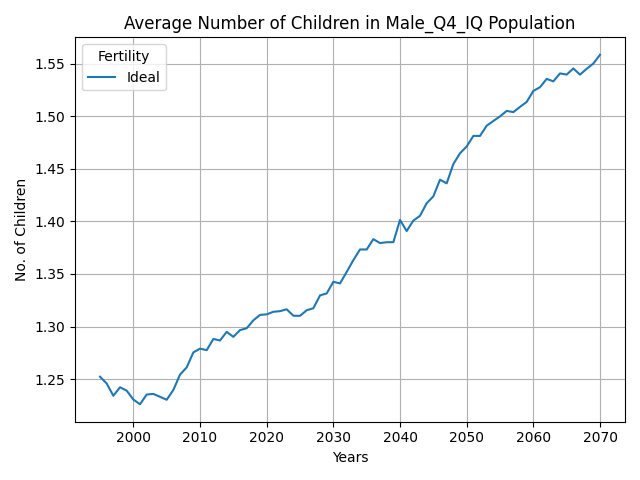 Average Number of Children in Male_Q4_IQ Population
Fertility
Ideal
1.55
1.50
1.45
1.40
1.35
1.30
1.25
No. of Children
2000 2010 2020 2030 2040 2050 2060 2070
Years